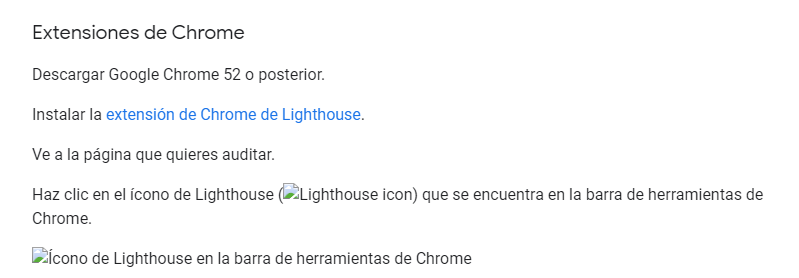 Extensiones de Chrome
Descargar Google Chrome 52 o posterior.
Instalar la extensión de Chrome de Lighthouse.
Ve a la página que quieres auditar.
Haz clic en el ícono de Lighthouse (Lighthouse icon) que se encuentra en la barra de herramientas de
Chrome.
Ícono de Lighthouse en la barra de herramientas de Chrome